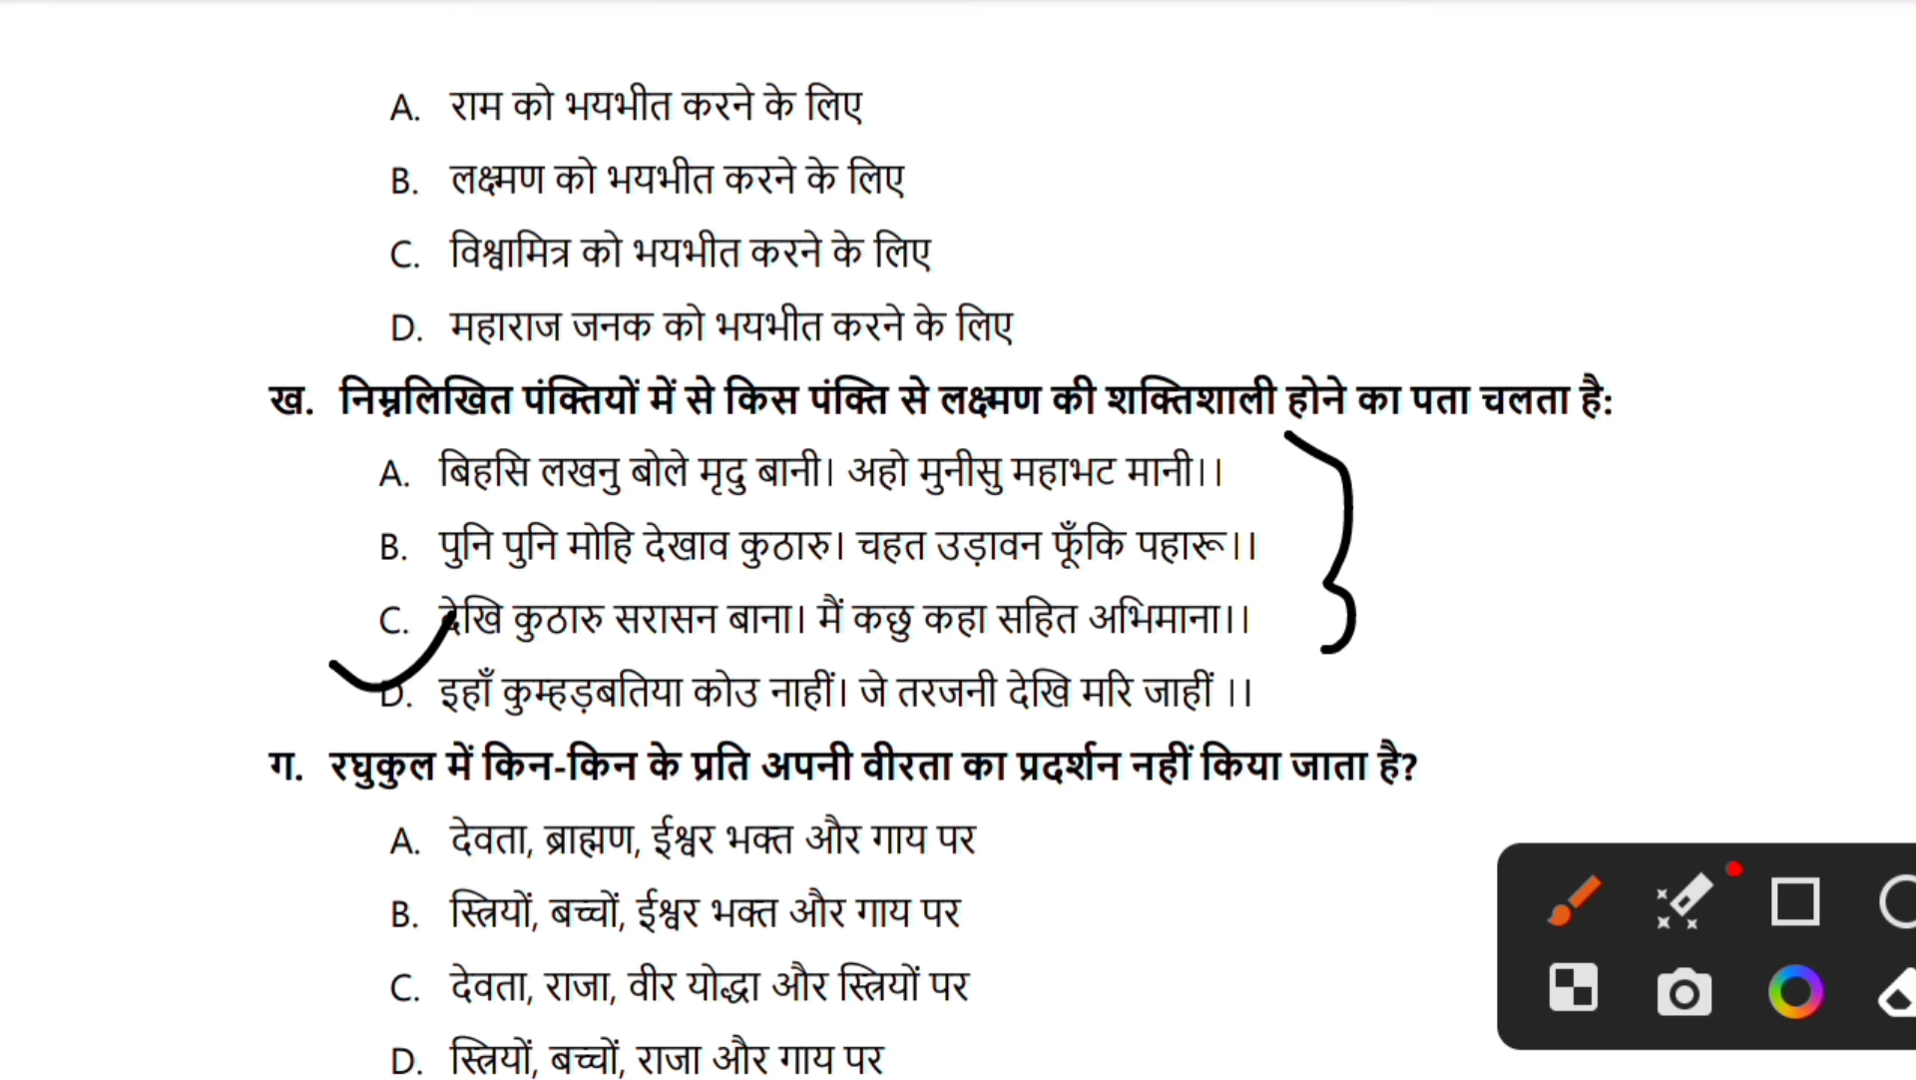 A. राम को भयभीत करने के लिए
B. लक्ष्मण को भयभीत करने के लिए
C. विश्वामित्र को भयभीत करने के लिए
D. महाराज जनक को भयभीत करने के लिए
ख. निम्नलिखित पंक्तियों में से किस पंक्ति से लक्ष्मण की शक्तिशाली होने का पता चलता है:
A. बिहसि लखनु बोले मृदु बानी। अहो मुनीसु महाभट मानी।।
B. पुनि पुनि मोहि देखाव कुठारु। चहत उड़ावन फूँकि पहारू।।
C. देखि कुठारु सरासन बाना। मैं कछु कहा सहित अभिमाना।।
D. इहाँ कुम्हड़बतिया कोउ नाहीं। जे तरजनी देखि मरि जाहीं ।।
ग. रघुकुल में किन-किन के प्रति अपनी वीरता का प्रदर्शन नहीं किया जाता है?
A. देवता, ब्राह्मण, ईश्वर भक्त और गाय पर
B. स्त्रियों, बच्चों, ईश्वर भक्त और गाय पर
C. देवता, राजा, वीर योद्धा और स्त्रियों पर
D. स्त्रियों, बच्चों, राजा और गाय पर